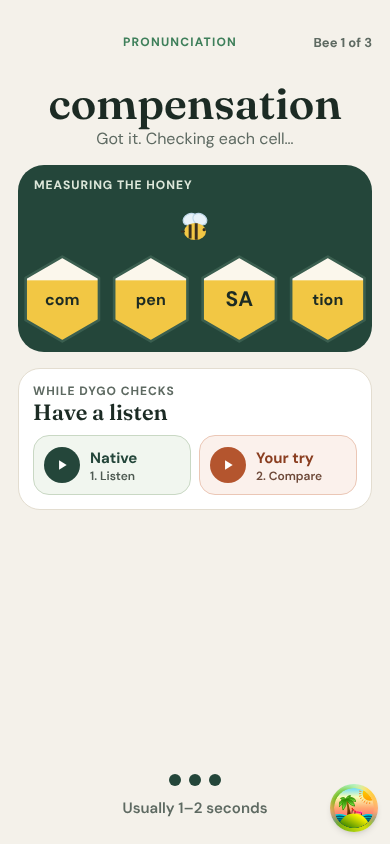 PRONUNCIATION
Bee 1 of 3
compensation
Got it. Checking each cell…
MEASURING THE HONEY
com pen SA tion
WHILE DYGO CHECKS
Have a listen
Native
1. Listen
Your try
2. Compare
Usually 1–2 seconds